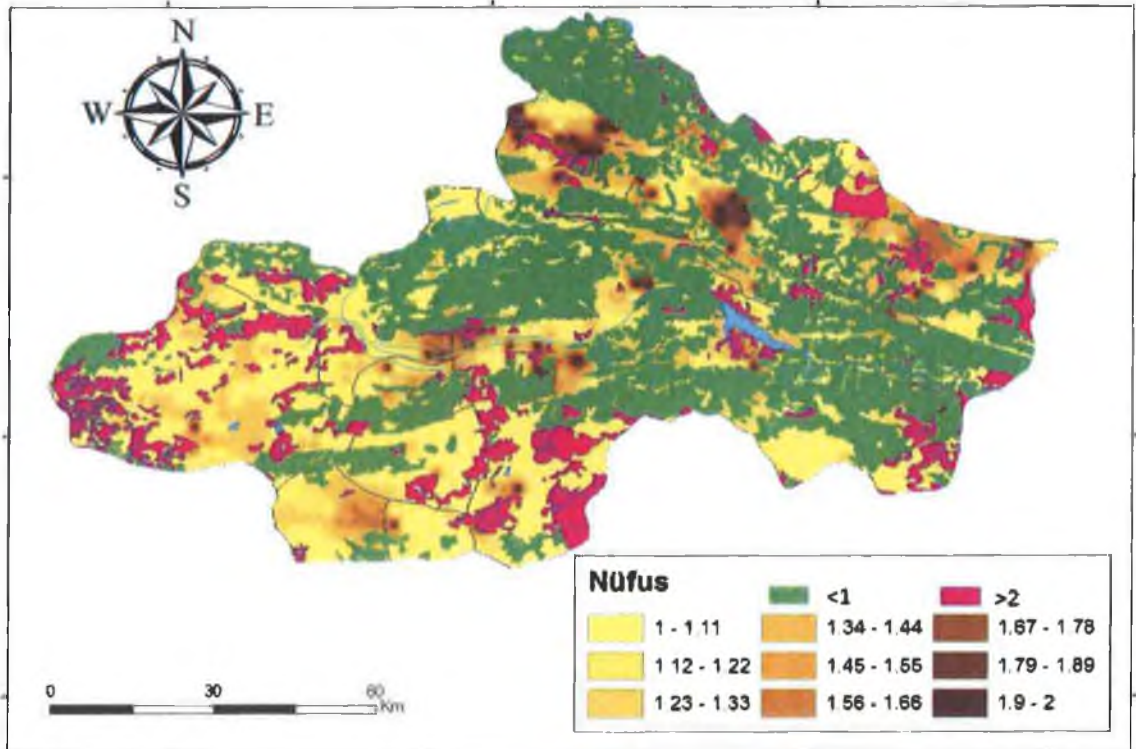 N
W E
S
Nüfus
<1 >2
1 - 1.11 1.34 - 1.44 1.67 - 1.78
1.12 - 1.22 1.45 - 1.55 1.79 - 1.89
1.23 - 1.33 1.56 - 1.66 1.9 - 2
0 30 60
Km